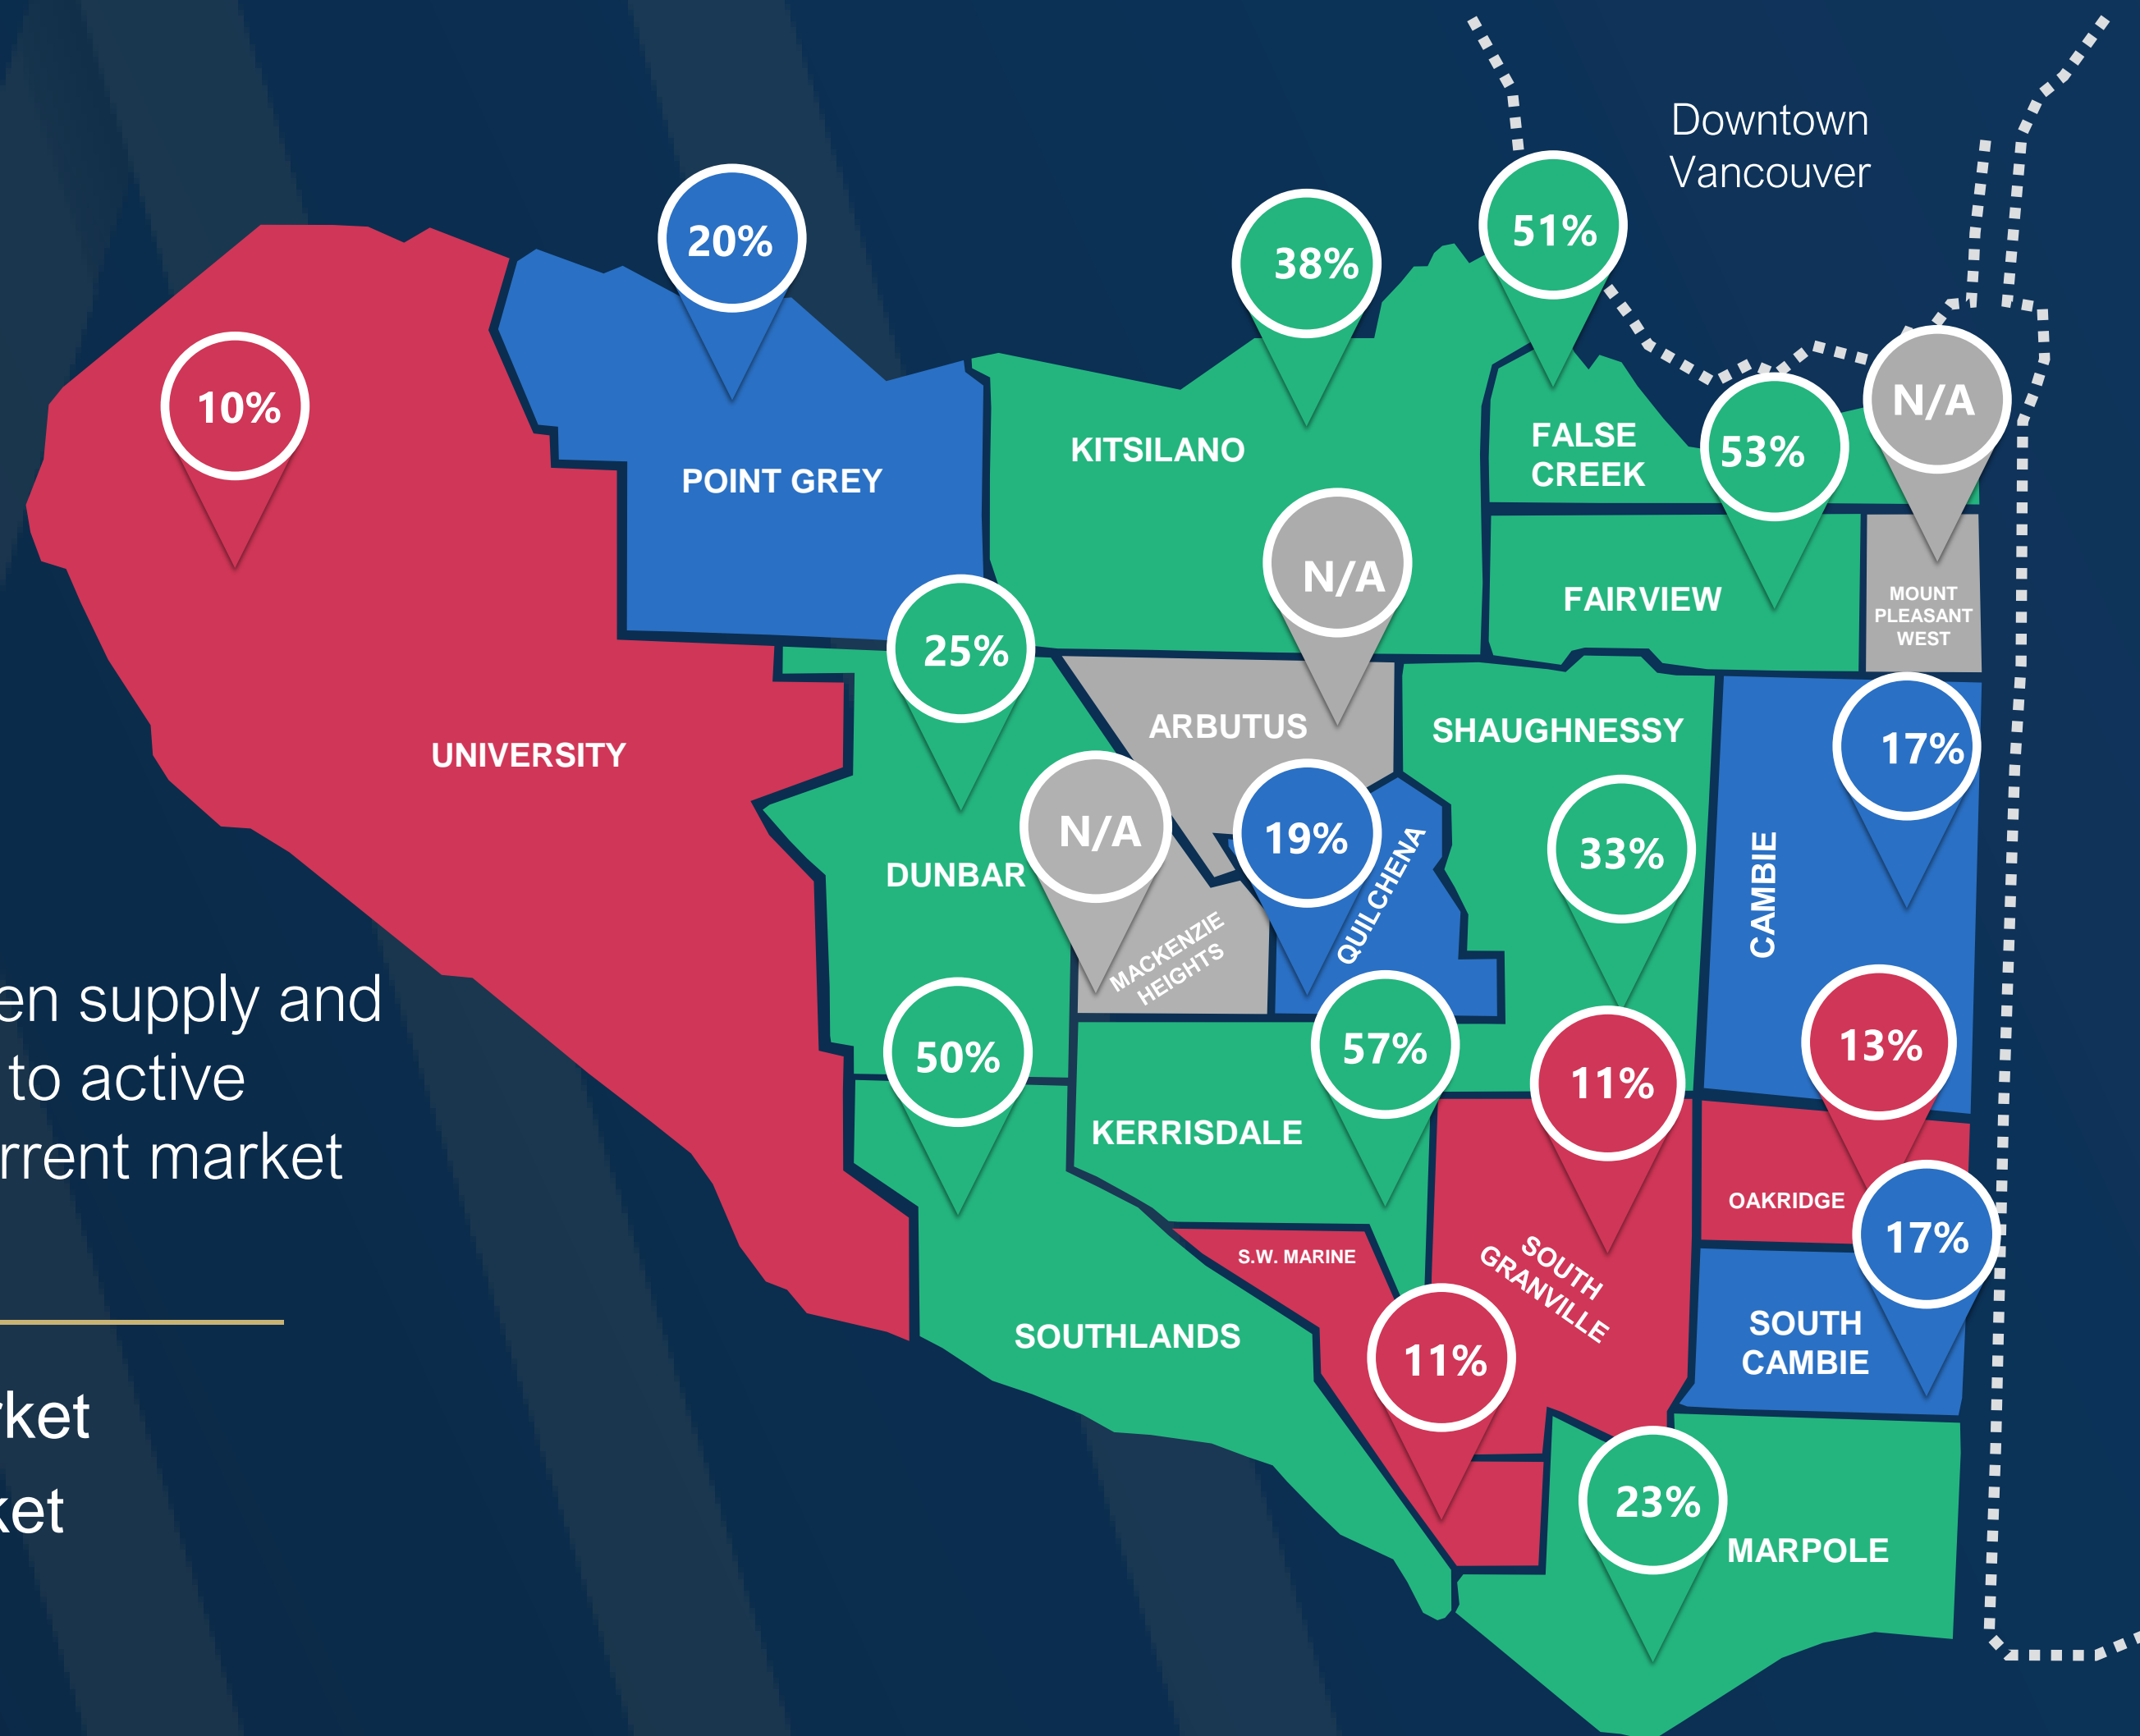 Downtown
Vancouver
51%
20%
38%
10%
N/A
FALSE
CREEK
53%
KITSILANO
POINT GREY
N/A
FAIRVIEW
MOUNT
PLEASANT
WEST
25%
ARBUTUS
SHAUGHNESSY
17%
UNIVERSITY
N/A
19%
QUILCHENA
33%
CAMBIE
DUNBAR
MACKENZIE
HEIGHTS
en supply and
50%
57%
13%
to active
11%
KERRISDALE
rrent market
OAKRIDGE
17%
S.W. MARINE
SOUTH
GRANVILLE
SOUTHLANDS
SOUTH
CAMBIE
11%
rket
23%
ket
MARPOLE